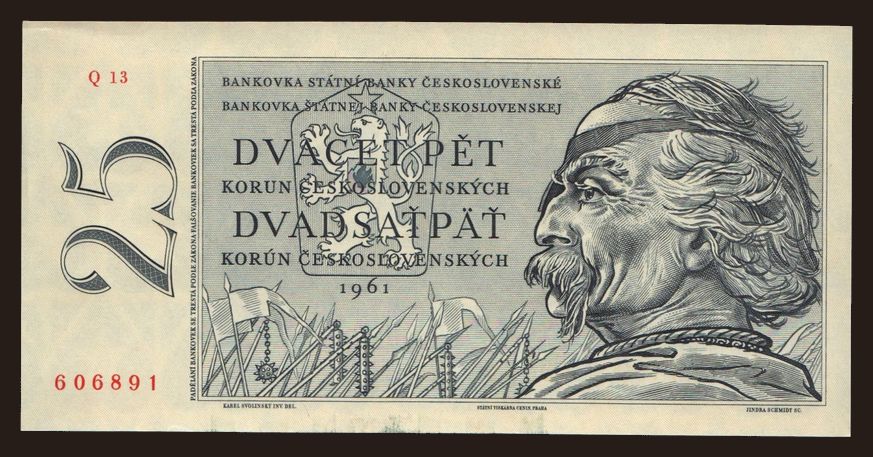 Q 13
25
606891
PADĚLÁNÍ BANKOVEK SE TRESTÁ PODLE ZÁKONA FALŠOVANIE BANKOVIEK SA TRESTÁ PODĽA ZÁKONA
BANKOVKA STÁTNÍ BANKY ČESKOSLOVENSKÉ
BANKOVKA ŠTÁTNEJ BANKY ČESKOSLOVENSKEJ
DVACET PĚT
KORUN ČESKOSLOVENSKÝCH
DVADSAŤPÄŤ
KORÚN ČESKOSLOVENSKÝCH
1961
KAREL SVOLINSKÝ INV. DEL.
STÁTNÍ TISKÁRNA CENIN, PRAHA
JINDRA SCHMIDT SC.